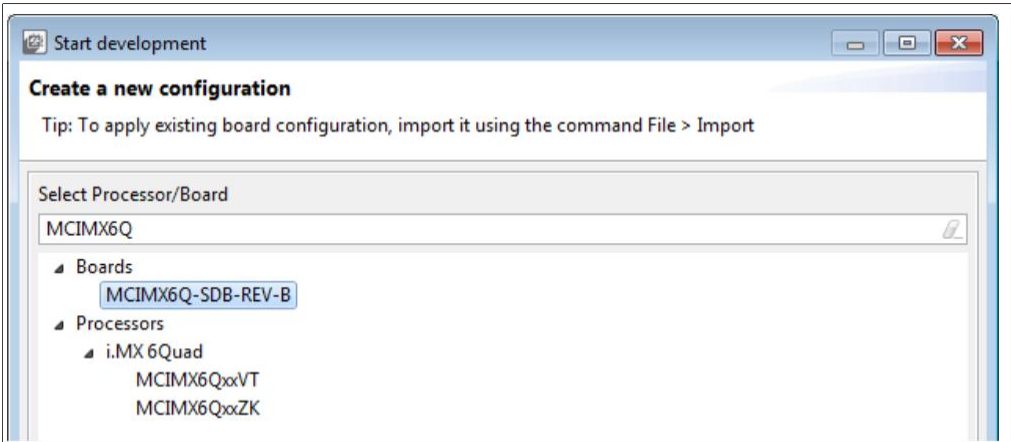 Start development
Create a new configuration
Tip: To apply existing board configuration, import it using the command File > Import
Select Processor/Board
MCIMX6Q
Boards
MCIMX6Q-SDB-REV-B
Processors
i.MX 6Quad
MCIMX6QxxVT
MCIMX6QxxZK